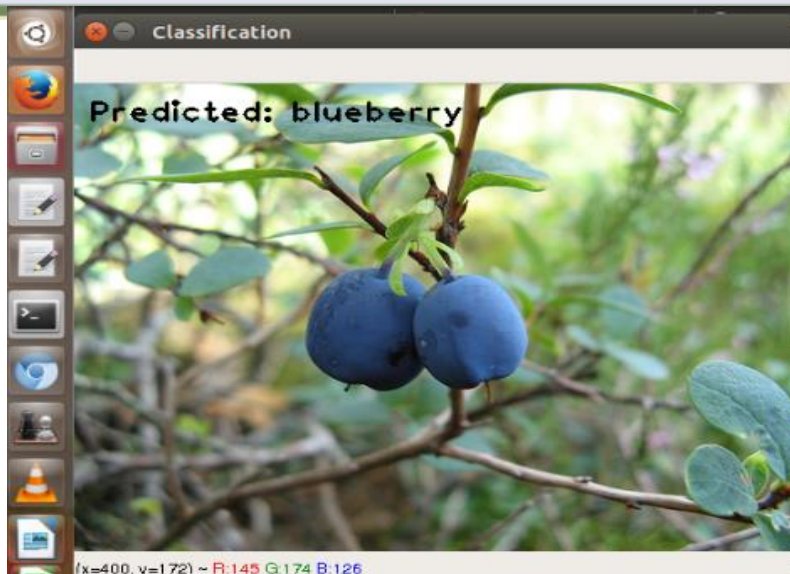 Classification
Predicted: blueberry
(x=400, y=172) ~ R:145 G:174 B:126